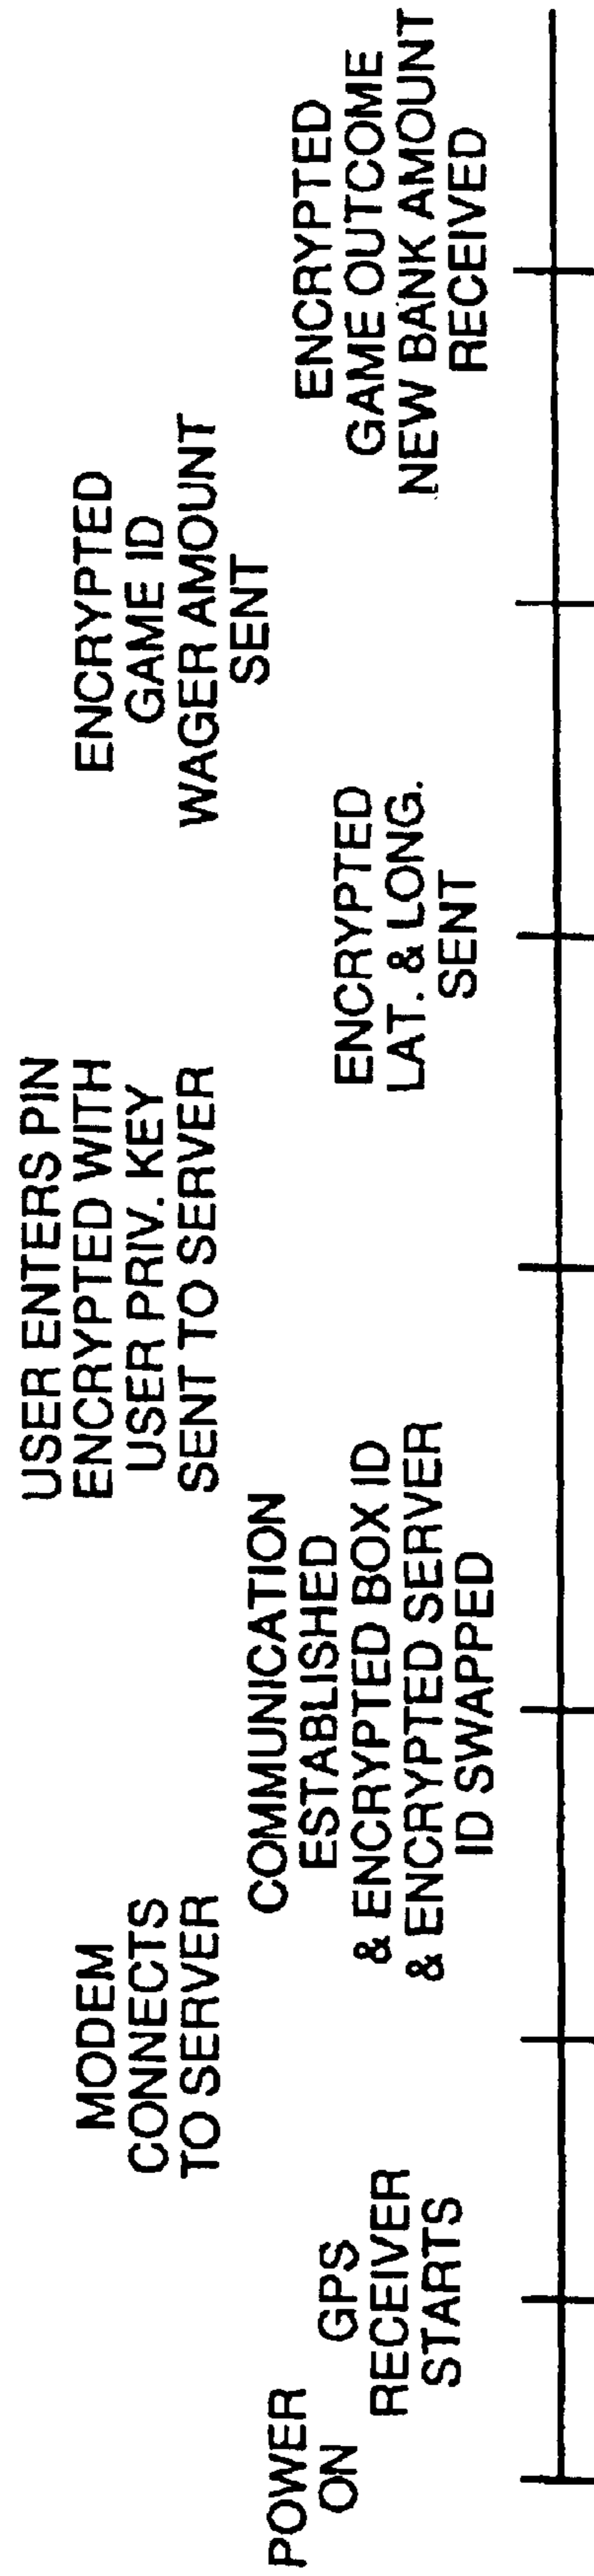 POWER
ON
GPS
RECEIVER
STARTS
MODEM
CONNECTS
TO SERVER
COMMUNICATION
ESTABLISHED
& ENCRYPTED BOX ID
& ENCRYPTED SERVER
ID SWAPPED
USER ENTERS PIN
ENCRYPTED WITH
USER PRIV. KEY
SENT TO SERVER
ENCRYPTED
LAT. & LONG.
SENT
ENCRYPTED
GAME ID
WAGER AMOUNT
SENT
ENCRYPTED
GAME OUTCOME
NEW BANK AMOUNT
RECEIVED